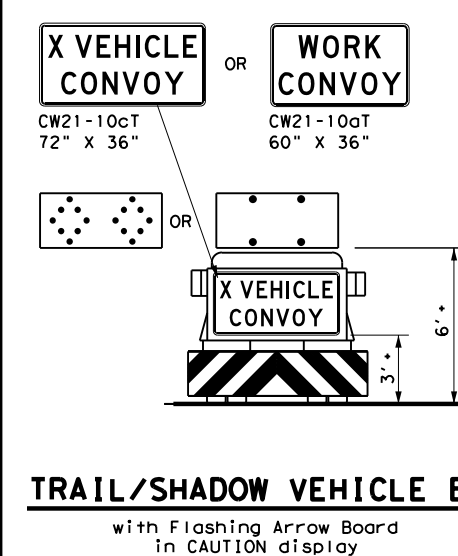 X VEHICLE
CONVOY
OR
WORK
CONVOY
CW21-10cT
72" X 36"
CW21-10aT
60" X 36"
OR
X VEHICLE
CONVOY
6' +
3' +
TRAIL/SHADOW VEHICLE
with Flashing Arrow Board
in CAUTION display